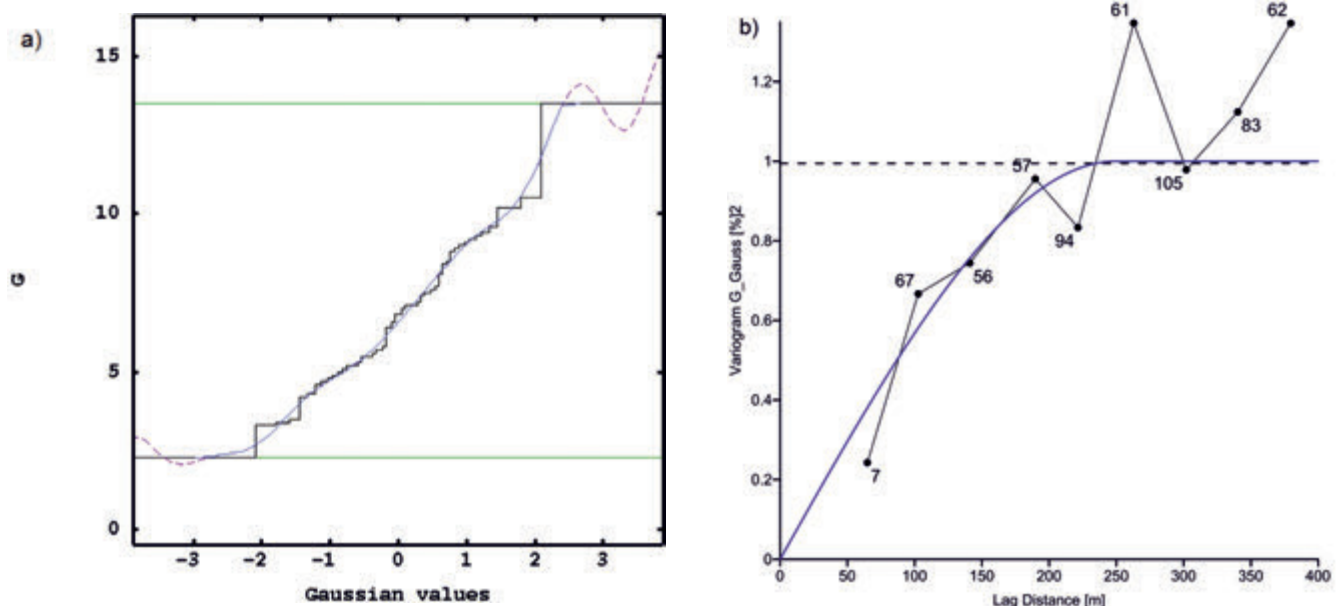 a)
15
10
5
0
G
−3 −2 −1 0 1 2 3
Gaussian values
b)
61 62
1.2
83
1
57
105
94
0.8
67
56
0.6
0.4
7
0.2
0
Variogram G_Gauss [%]2
0 50 100 150 200 250 300 350 400
Lag Distance [m]